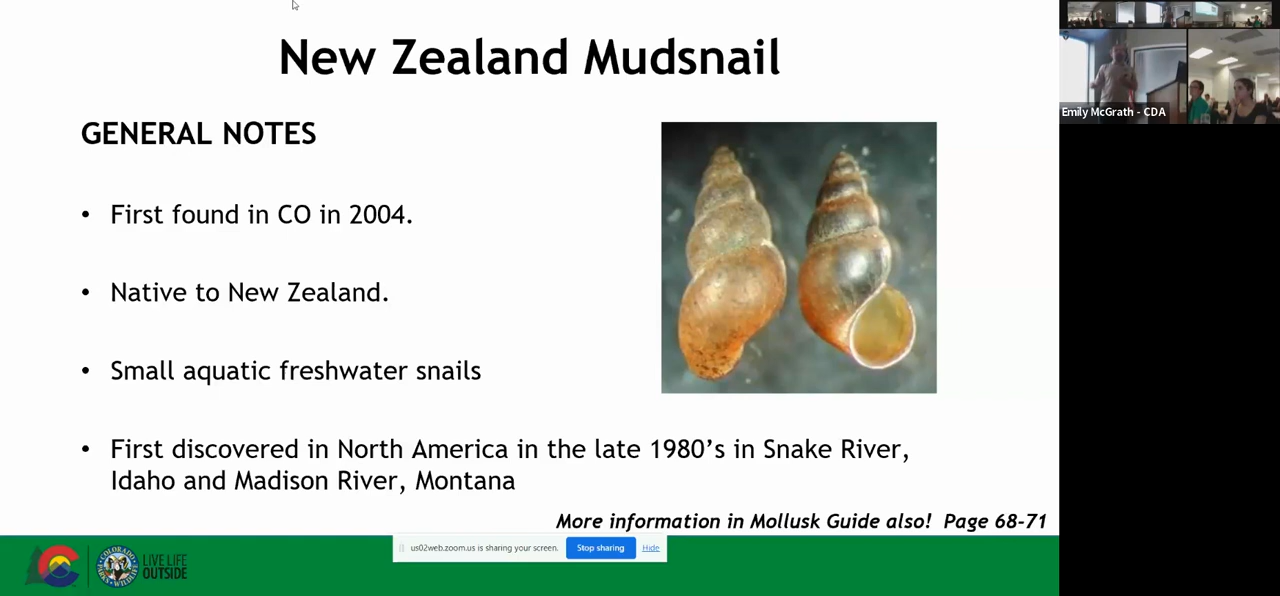 New Zealand Mudsnail
GENERAL NOTES
• First found in CO in 2004.
• Native to New Zealand.
• Small aquatic freshwater snails
• First discovered in North America in the late 1980's in Snake River,
Idaho and Madison River, Montana
More information in Mollusk Guide also! Page 68-71
us02web.zoom.us is sharing your screen.
Stop sharing
Hide
COLORADO
PARKS
WILDLIFE
LIVE LIFE
OUTSIDE
Emily McGrath - CDA